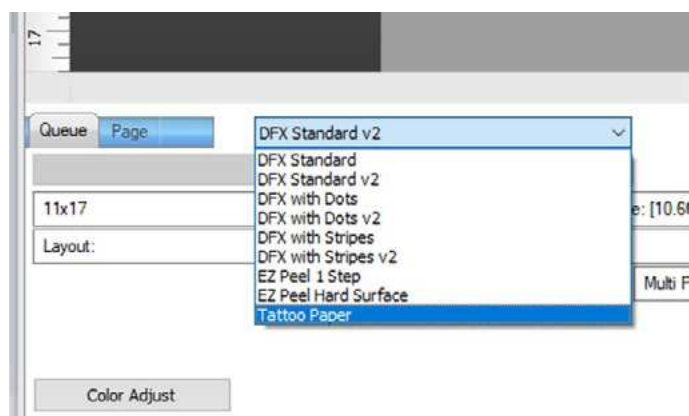 17
Queue
Page
DFX Standard v2
DFX Standard
DFX Standard v2
DFX with Dots
DFX with Dots v2
DFX with Stripes
DFX with Stripes v2
EZ Peel 1 Step
EZ Peel Hard Surface
Tattoo Paper
11x17
e: [10.60
Layout:
Multi P
Color Adjust